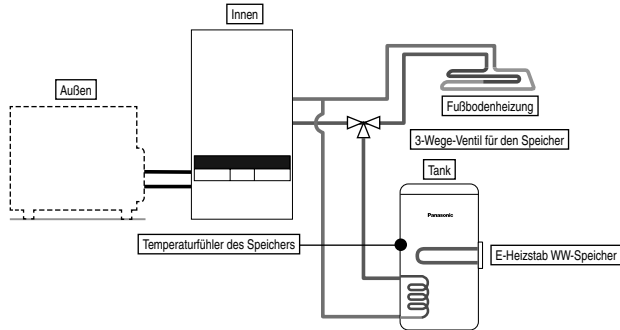 Innen
Außen
Fußbodenheizung
3-Wege-Ventil für den Speicher
Tank
Panasonic
Temperaturfühler des Speichers
E-Heizstab WW-Speicher